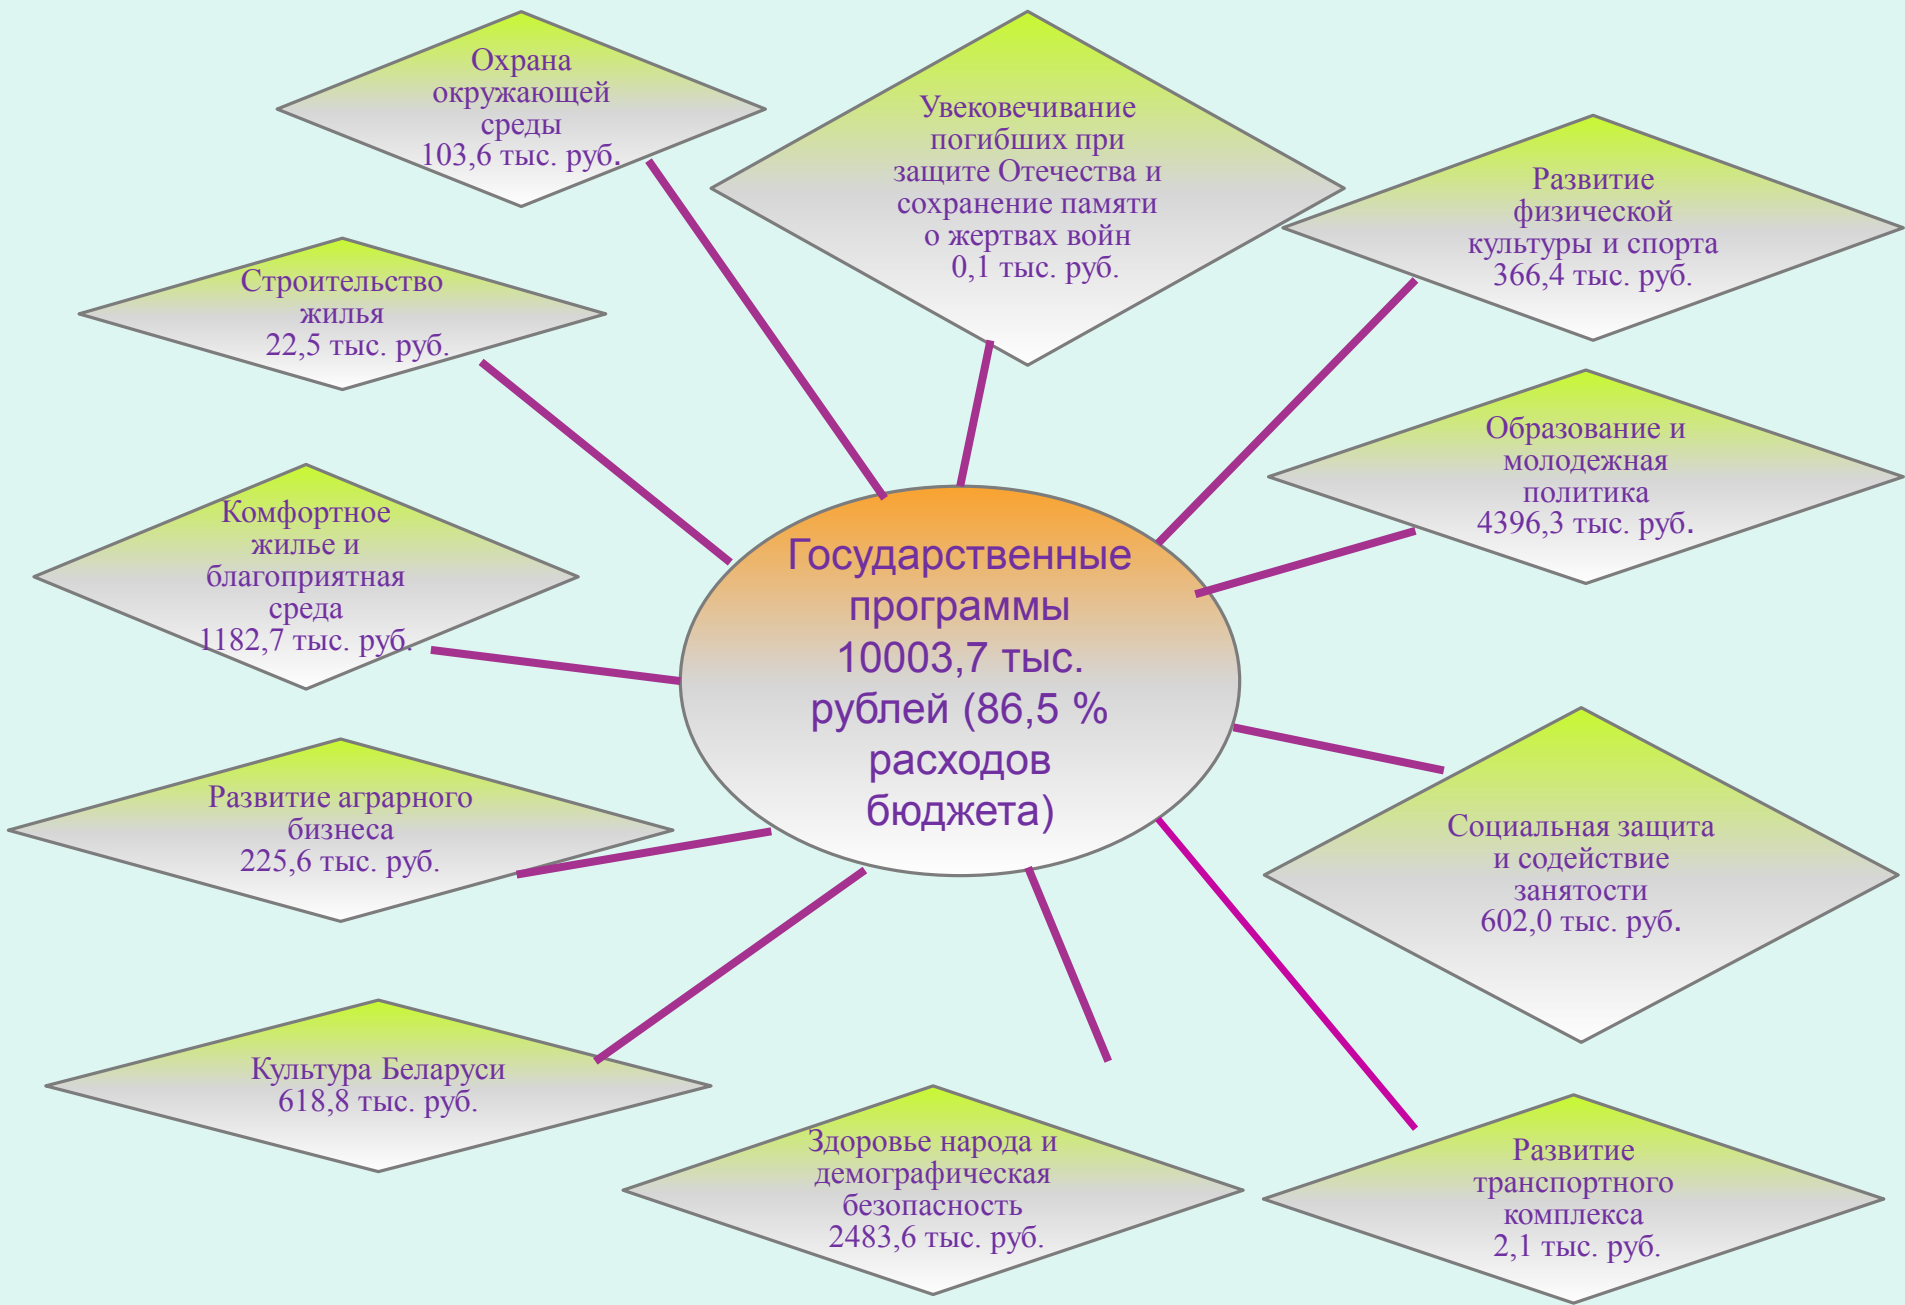 Охрана
окружающей
среды
103,6 тыс. руб.
Увековечивание
погибших при
защите Отечества и
сохранение памяти
о жертвах войн
0,1 тыс. руб.
Развитие
физической
культуры и спорта
366,4 тыс. руб.
Строительство
жилья
22,5 тыс. руб.
Образование и
молодежная
политика
4396,3 тыс. руб.
Комфортное
жилье и
благоприятная
среда
1182,7 тыс. руб.
Государственные
программы
10003,7 тыс.
рублей (86,5 %
расходов
бюджета)
Развитие аграрного
бизнеса
225,6 тыс. руб.
Социальная защита
и содействие
занятости
602,0 тыс. руб.
Культура Беларуси
618,8 тыс. руб.
Здоровье народа и
демографическая
безопасность
2483,6 тыс. руб.
Развитие
транспортного
комплекса
2,1 тыс. руб.